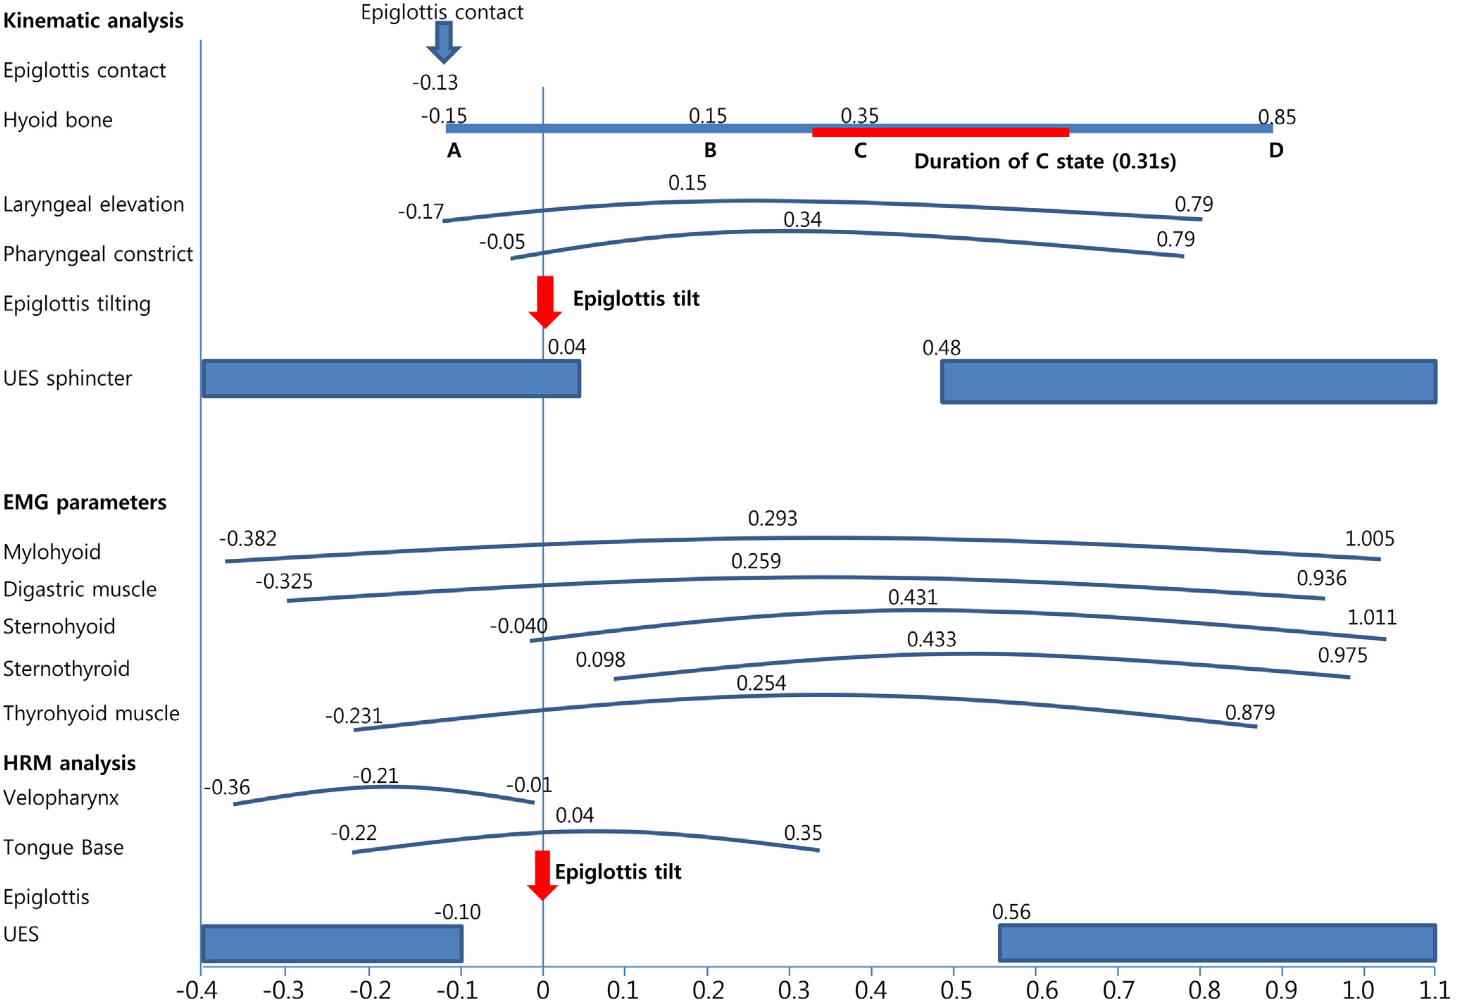 Kinematic analysis
Epiglottis contact
Epiglottis contact
-0.13
Hyoid bone
-0.15 0.15 0.35 0.85
A B C D
Duration of C state (0.31s)
Laryngeal elevation
-0.17 0.15 0.79
Pharyngeal constrict
-0.05 0.34 0.79
Epiglottis tilting
Epiglottis tilt
UES sphincter
0.04 0.48
EMG parameters
Mylohyoid
-0.382 0.293 1.005
Digastric muscle
-0.325 0.259 0.936
Sternohyoid
-0.040 0.431 1.011
Sternothyroid
0.098 0.433 0.975
Thyrohyoid muscle
-0.231 0.254 0.879
HRM analysis
Velopharynx
-0.36 -0.21 -0.01
Tongue Base
-0.22 0.04 0.35
Epiglottis tilt
Epiglottis
UES
-0.10 0.56
-0.4 -0.3 -0.2 -0.1 0 0.1 0.2 0.3 0.4 0.5 0.6 0.7 0.8 0.9 1.0 1.1